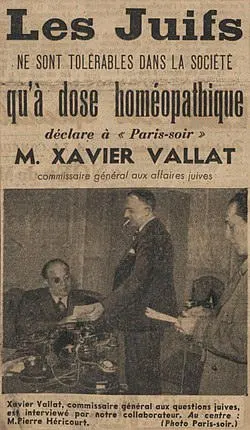 Les Juifs
NE SONT TOLÉRABLES DANS LA SOCIÉTÉ
qu'à dose homéopathique
déclare à « Paris-soir »
M. XAVIER VALLAT
commissaire général aux affaires juives
Xavier Vallat, commissaire général aux questions juives,
est interviewé par notre collaborateur. Au centre :
M.Pierre Héricourt. (Photo Paris-soir.)